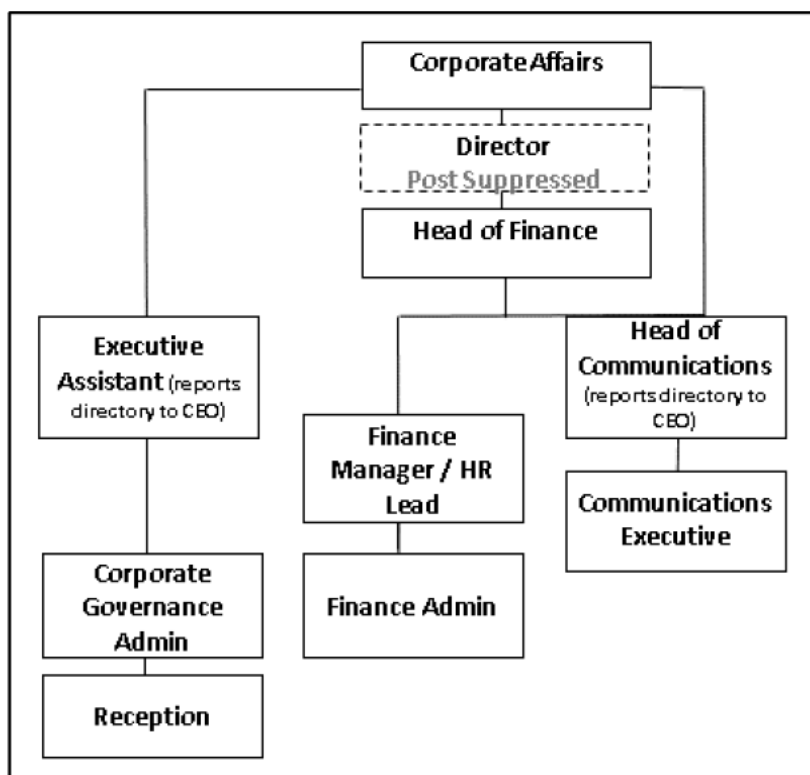 Corporate Affairs
Director
Post Suppressed
Head of Finance
Executive
Assistant (reports
directory to CEO)
Head of
Communications
(reports directory to
CEO)
Finance
Manager / HR
Lead
Communications
Executive
Corporate
Governance
Admin
Finance Admin
Reception